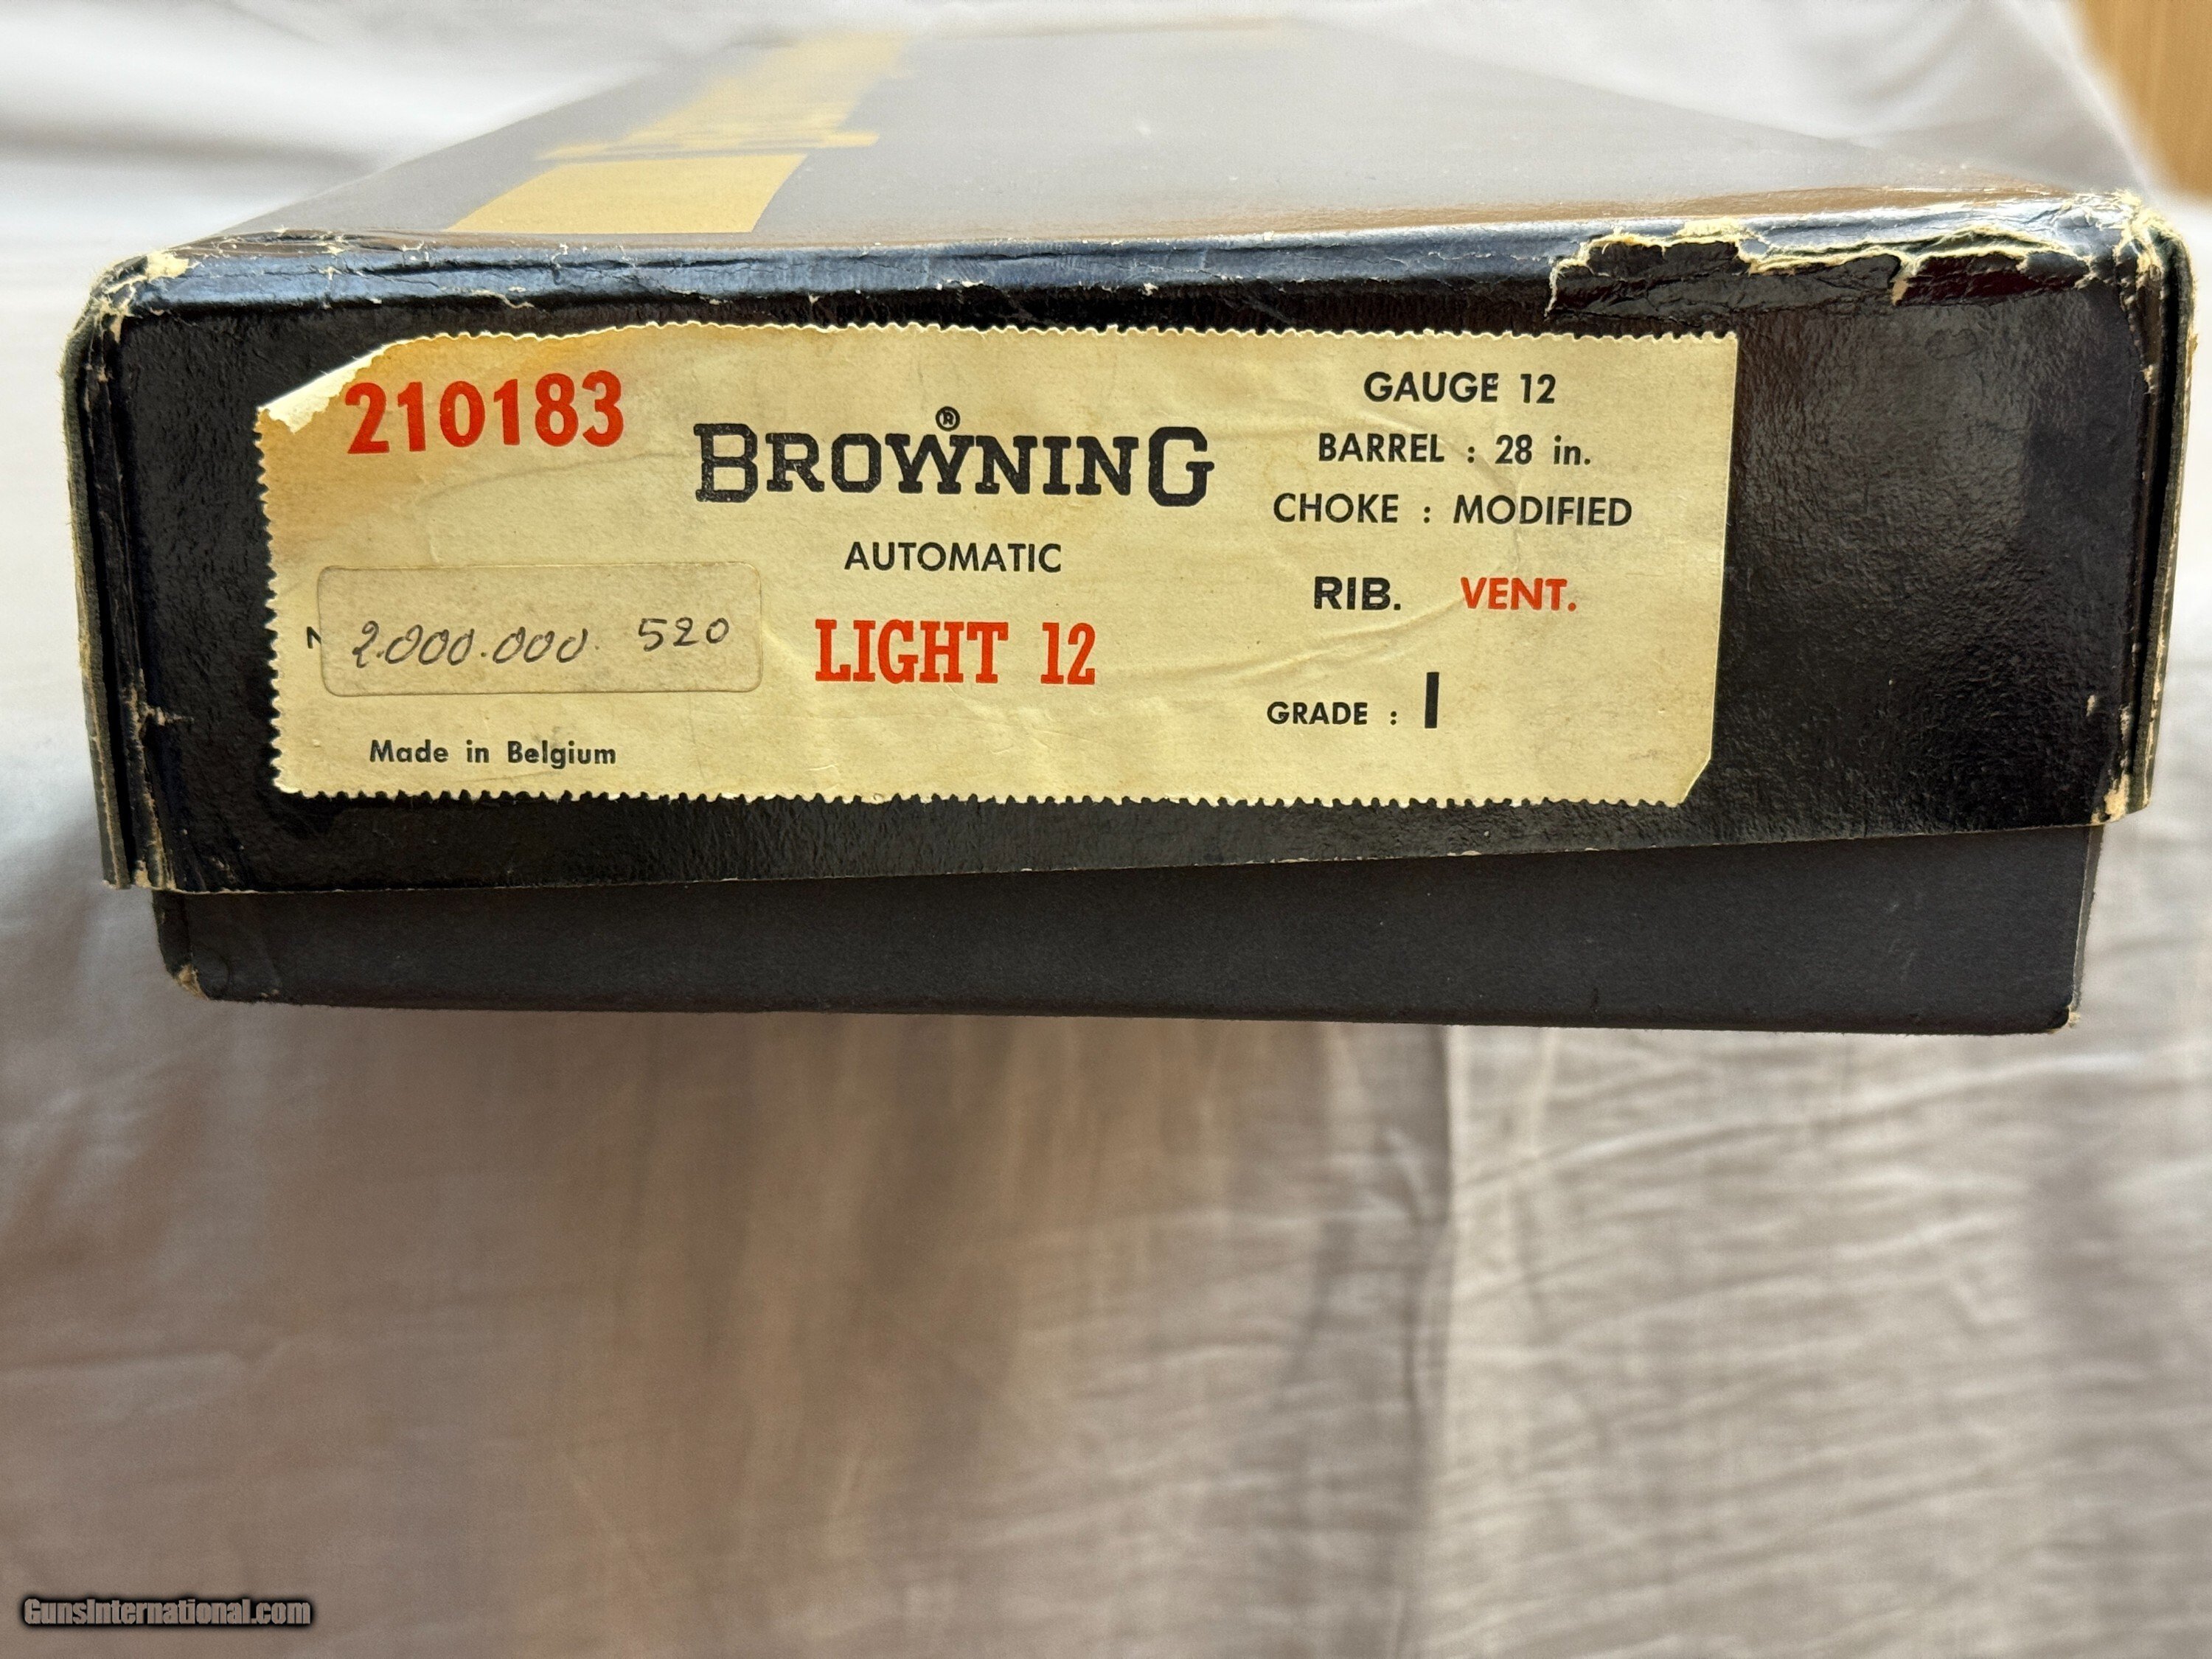 210183
BROWNING®
AUTOMATIC
LIGHT 12
2.000.000. 520
Made in Belgium
GAUGE 12
BARREL : 28 in.
CHOKE : MODIFIED
RIB. VENT.
GRADE : I
GunsInternational.com